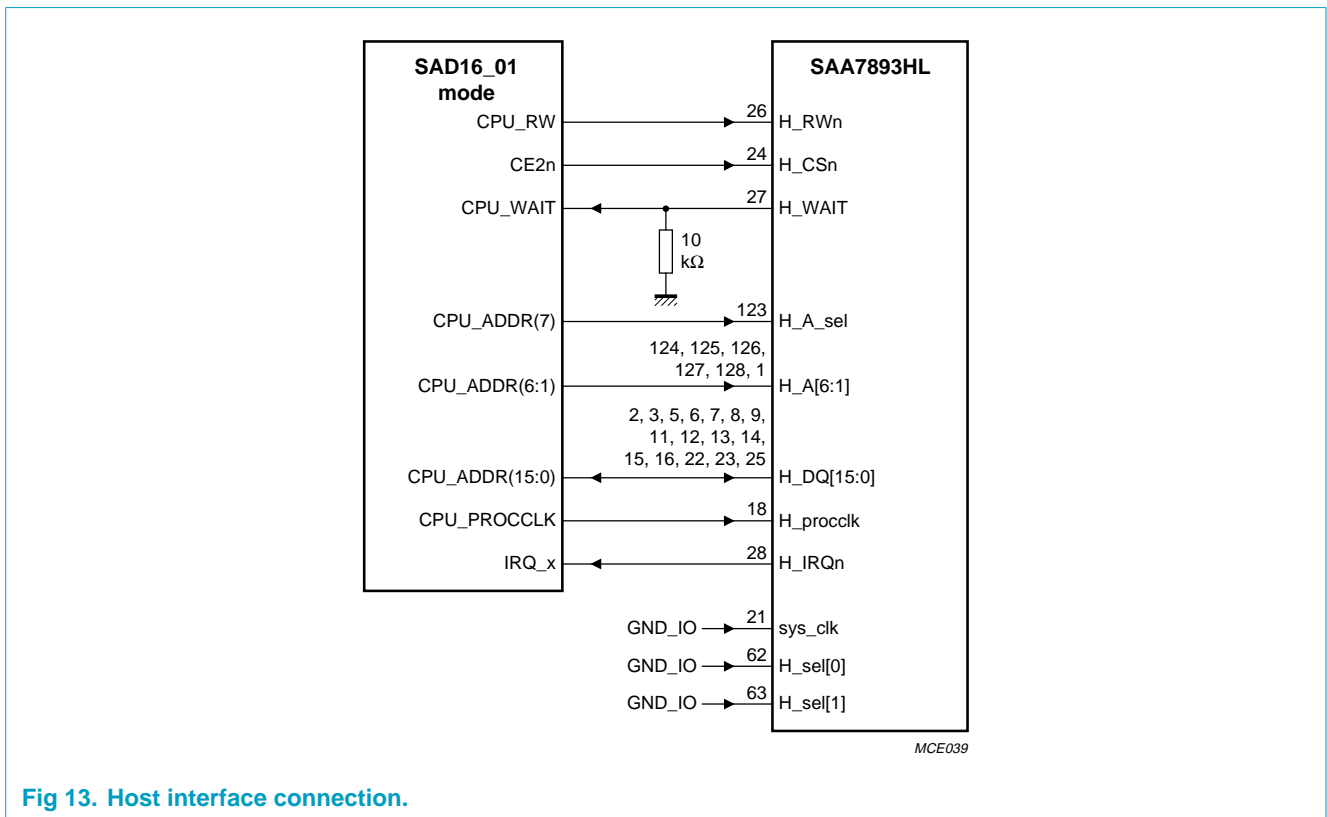 SAD16_01
mode
SAA7893HL
CPU_RW
26
H_RWn
CE2n
24
H_CSn
CPU_WAIT
27
H_WAIT
10
kΩ
CPU_ADDR(7)
123
H_A_sel
124, 125, 126,
127, 128, 1
CPU_ADDR(6:1)
H_A[6:1]
2, 3, 5, 6, 7, 8, 9,
11, 12, 13, 14,
15, 16, 22, 23, 25
CPU_ADDR(15:0)
H_DQ[15:0]
CPU_PROCCLK
18
H_procclk
IRQ_x
28
H_IRQn
GND_IO
21
sys_clk
GND_IO
62
H_sel[0]
GND_IO
63
H_sel[1]
MCE039
Fig 13. Host interface connection.